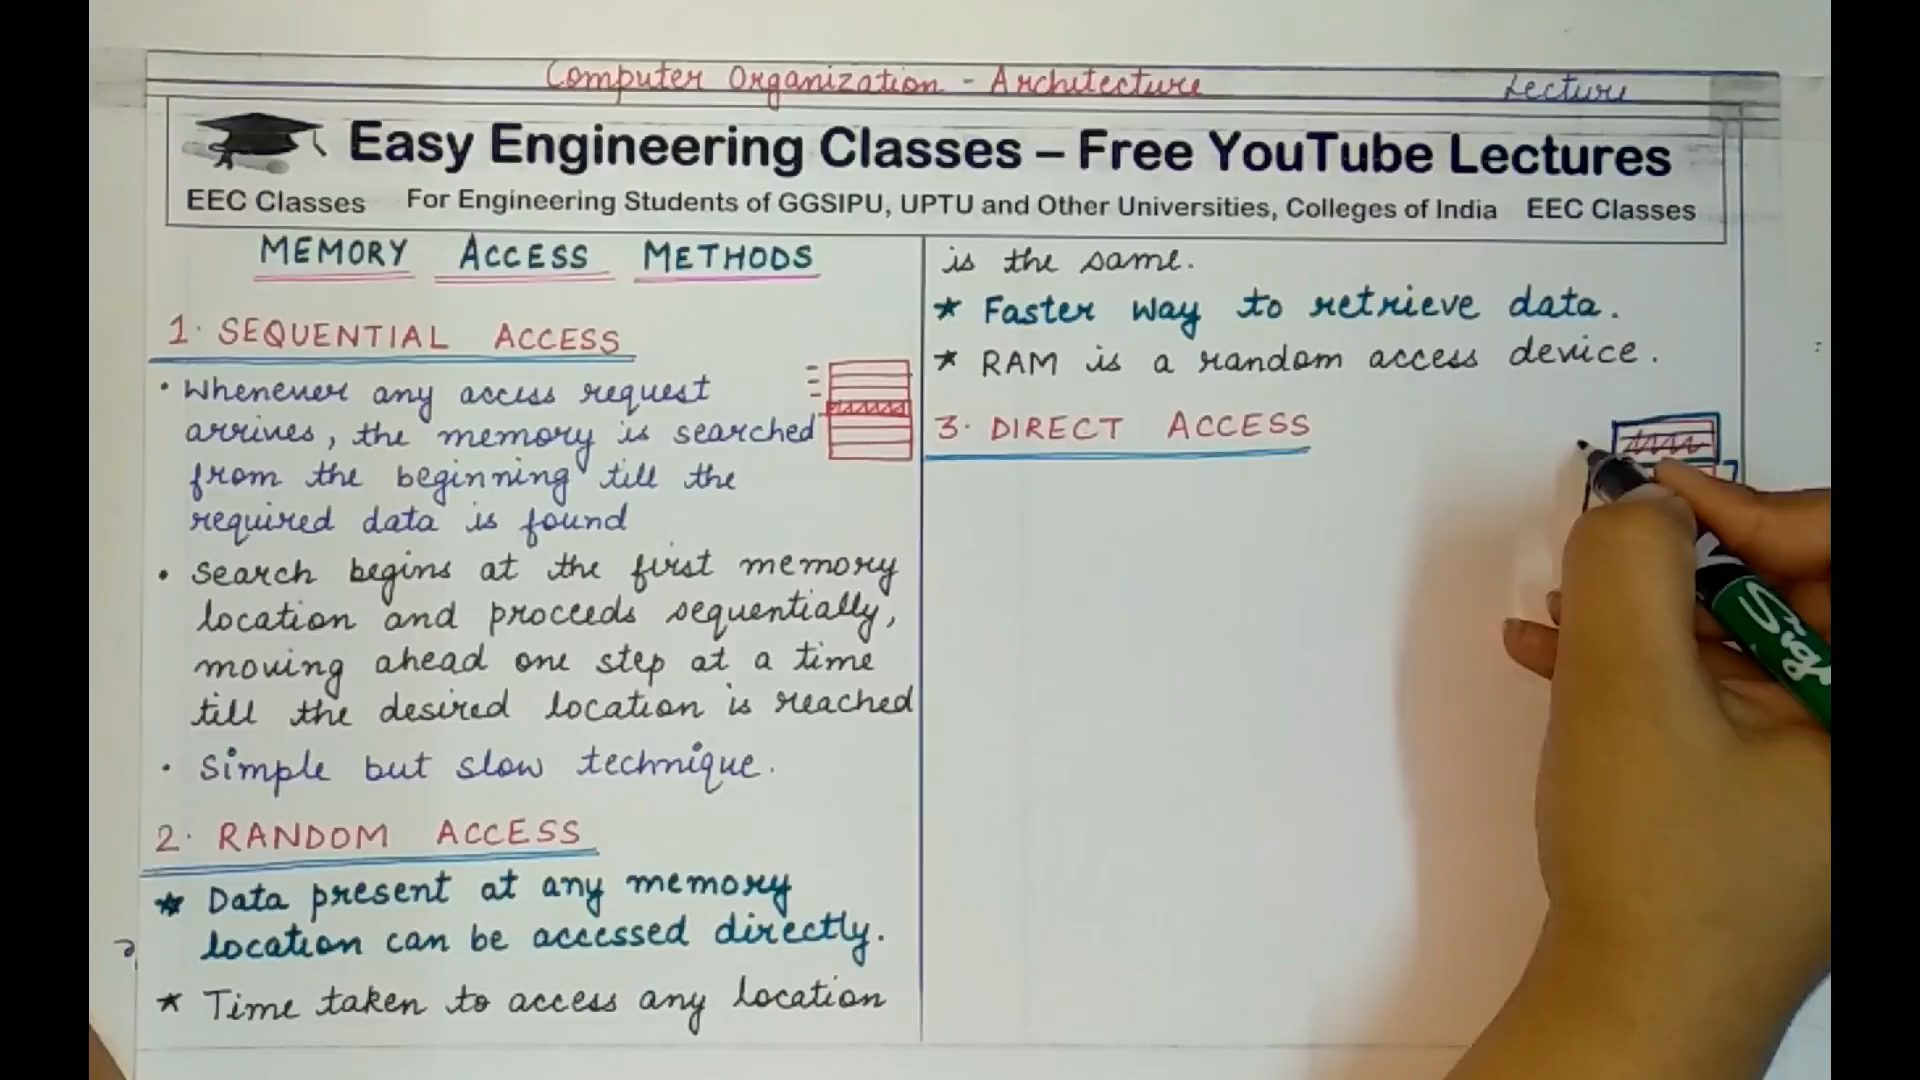 Computer Organization - Architecture Lecture
Easy Engineering Classes – Free YouTube Lectures
EEC Classes For Engineering Students of GGSIPU, UPTU and Other Universities, Colleges of India EEC Classes
MEMORY ACCESS METHODS
1. SEQUENTIAL ACCESS
• Whenever any access request
arrives, the memory is searched
from the beginning till the
required data is found
• Search begins at the first memory
location and proceeds sequentially,
moving ahead one step at a time
till the desired location is reached
• Simple but slow technique.
2. RANDOM ACCESS
* Data present at any memory
location can be accessed directly.
* Time taken to access any location
is the same.
* Faster way to retrieve data.
* RAM is a random access device.
3. DIRECT ACCESS